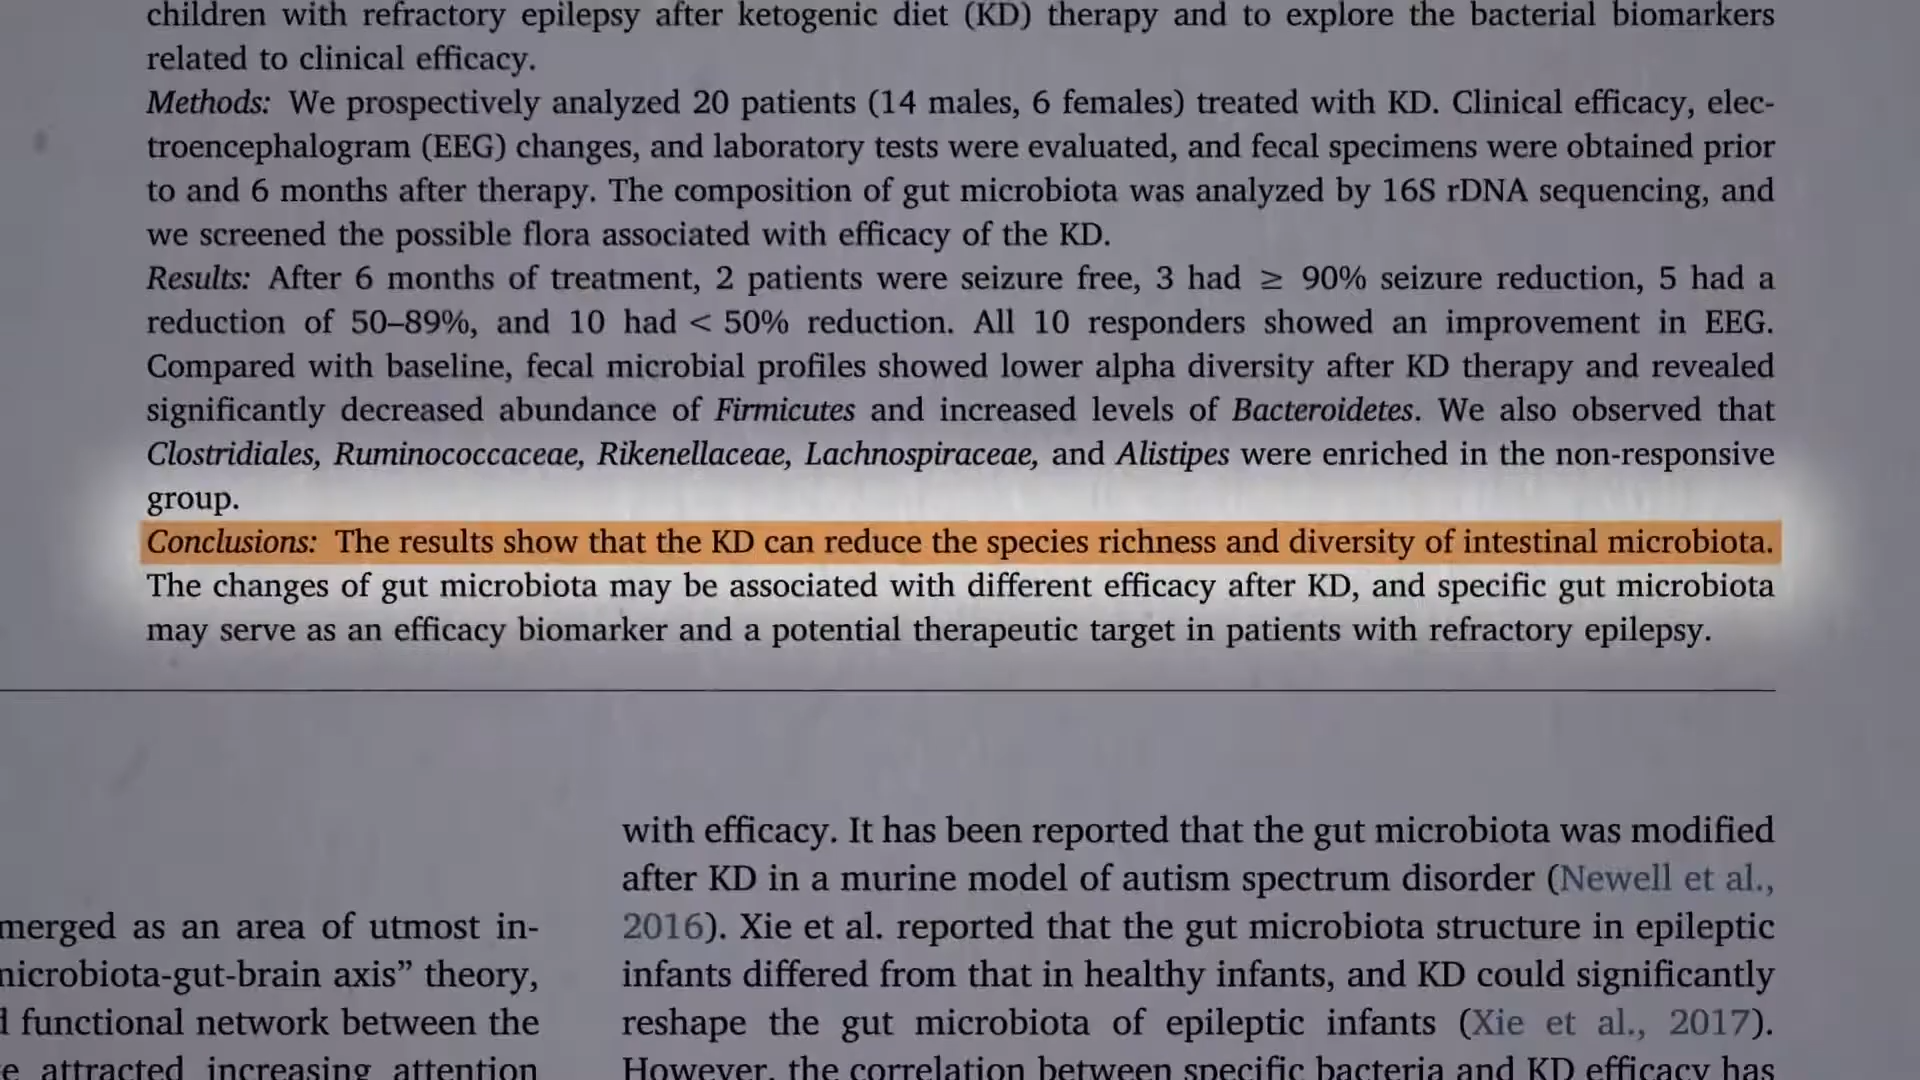 children with refractory epilepsy after ketogenic diet (KD) therapy and to explore the bacterial biomarkers
related to clinical efficacy.
Methods: We prospectively analyzed 20 patients (14 males, 6 females) treated with KD. Clinical efficacy, elec-
troencephalogram (EEG) changes, and laboratory tests were evaluated, and fecal specimens were obtained prior
to and 6 months after therapy. The composition of gut microbiota was analyzed by 16S rDNA sequencing, and
we screened the possible flora associated with efficacy of the KD.
Results: After 6 months of treatment, 2 patients were seizure free, 3 had ≥ 90% seizure reduction, 5 had a
reduction of 50–89%, and 10 had < 50% reduction. All 10 responders showed an improvement in EEG.
Compared with baseline, fecal microbial profiles showed lower alpha diversity after KD therapy and revealed
significantly decreased abundance of Firmicutes and increased levels of Bacteroidetes. We also observed that
Clostridiales, Ruminococcaceae, Rikenellaceae, Lachnospiraceae, and Alistipes were enriched in the non-responsive
group.
Conclusions: The results show that the KD can reduce the species richness and diversity of intestinal microbiota.
The changes of gut microbiota may be associated with different efficacy after KD, and specific gut microbiota
may serve as an efficacy biomarker and a potential therapeutic target in patients with refractory epilepsy.
merged as an area of utmost in-
microbiota-gut-brain axis” theory,
functional network between the
attracted increasing attention
with efficacy. It has been reported that the gut microbiota was modified
after KD in a murine model of autism spectrum disorder (Newell et al.,
2016). Xie et al. reported that the gut microbiota structure in epileptic
infants differed from that in healthy infants, and KD could significantly
reshape the gut microbiota of epileptic infants (Xie et al., 2017).
However, the correlation between specific bacteria and KD efficacy has